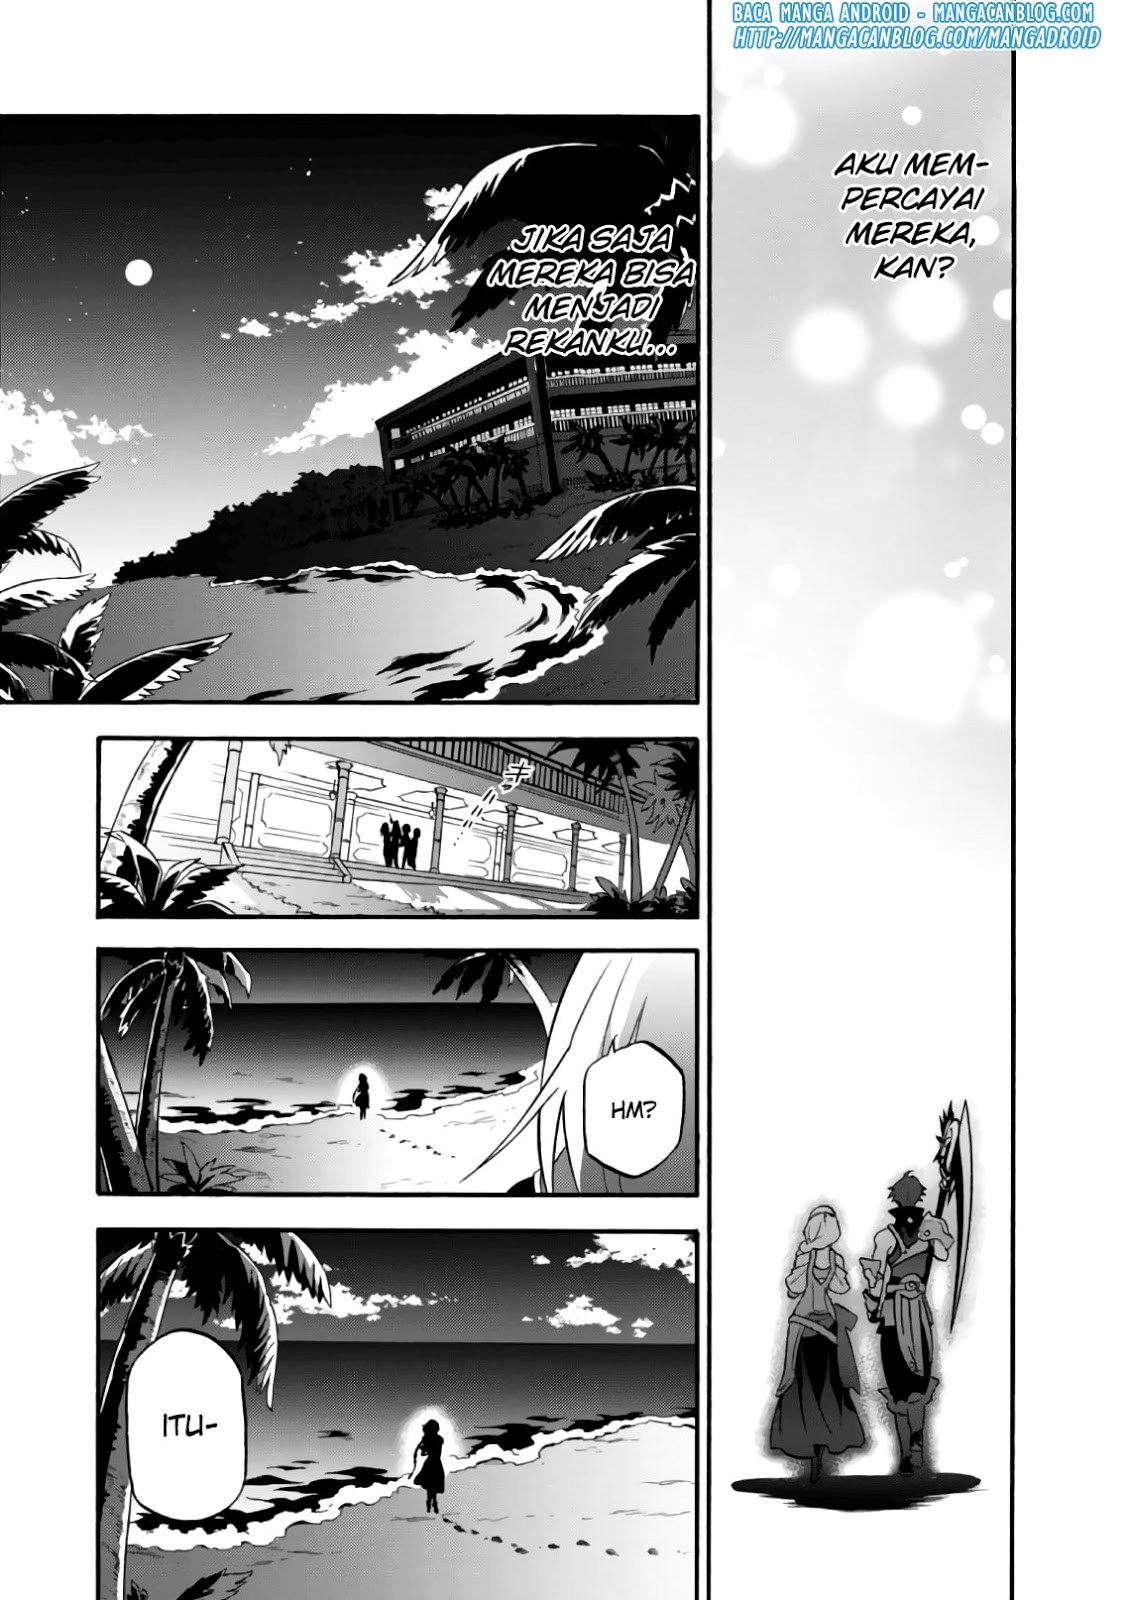 BACA MANGA ANDROID - MANGACANBLOG.COM
HTTP://MANGACANBLOG.COM/MANGADROID
AKU MEM-
PERCAYAI
MEREKA,
KAN?
JIKA SAJA
MEREKA BISA
MENJADI
REKANKU...
キ
HM?
ITU-